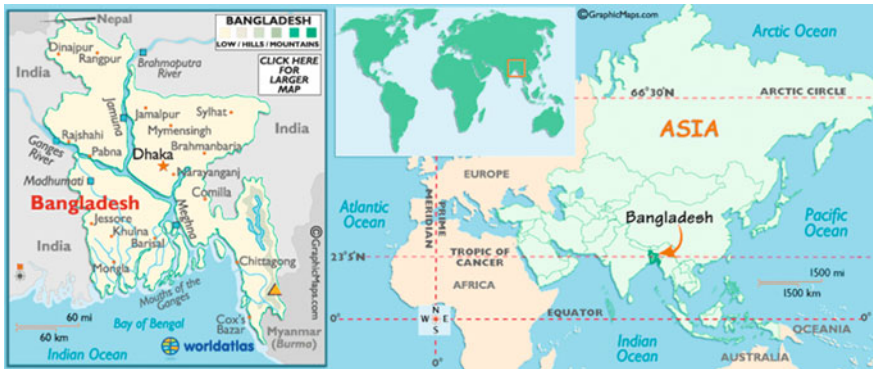 Nepal
BANGLADESH
LOW / HILLS / MOUNTAINS
CLICK HERE
FOR
LARGER
MAP
Dinajpur
Rangpur
India
Brahmaputra
River
Jamuna
Jamalpur
Sylhat
Mymensingh
India
Rajshahi
Ganges
River
Pabna
Dhaka
Brahmanbaria
Narayanganj
Madhumati
Comilla
Bangladesh
Meghna
Jessore
Khulna
Barisal
India
Mongla
Chittagong
Mouths of the
Ganges
60 mi
60 km
Bay of Bengal
Cox's
Bazar
Myanmar
(Burma)
Indian Ocean
worldatlas
©GraphicMaps.com
©GraphicMaps.com
Arctic Ocean
66°30'N
ARCTIC CIRCLE
ASIA
EUROPE
PRIME
MERIDIAN
Atlantic
Ocean
Bangladesh
Pacific
Ocean
23°5'N
TROPIC OF
CANCER
AFRICA
1500 mi
1500 km
EQUATOR
N
W E
S
0°
0°
0°
Indian
Ocean
OCEANIA
AUSTRALIA